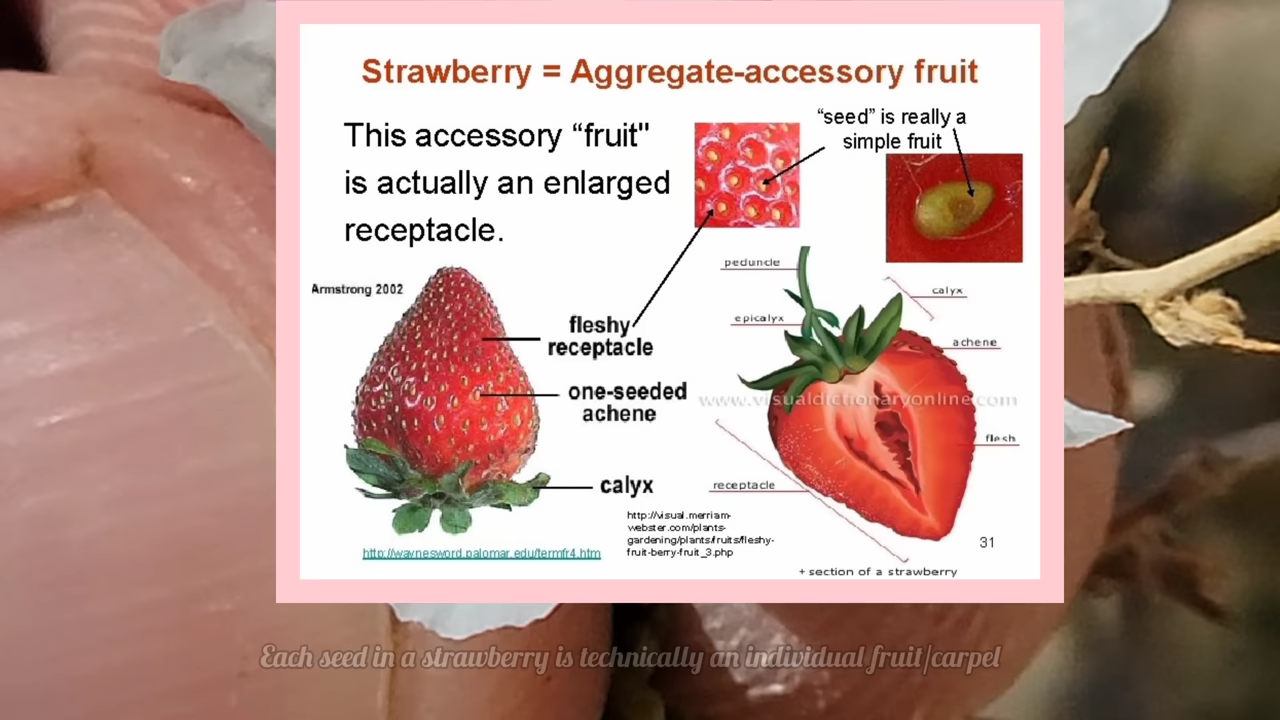 Strawberry = Aggregate-accessory fruit
This accessory “fruit"
is actually an enlarged
receptacle.
“seed” is really a
simple fruit
Armstrong 2002
fleshy
receptacle
one-seeded
achene
calyx
http://waynesword.palomar.edu/termfr4.htm
http://visual.merriam-
webster.com/plants-
gardening/plants/fruits/fleshy-
fruit-berry-fruit_3.php
peduncle
calyx
epicalyx
achene
www.visualdictionaryonline.com
flesh
receptacle
31
+ section of a strawberry
Each seed in a strawberry is technically an individual fruit/carpel